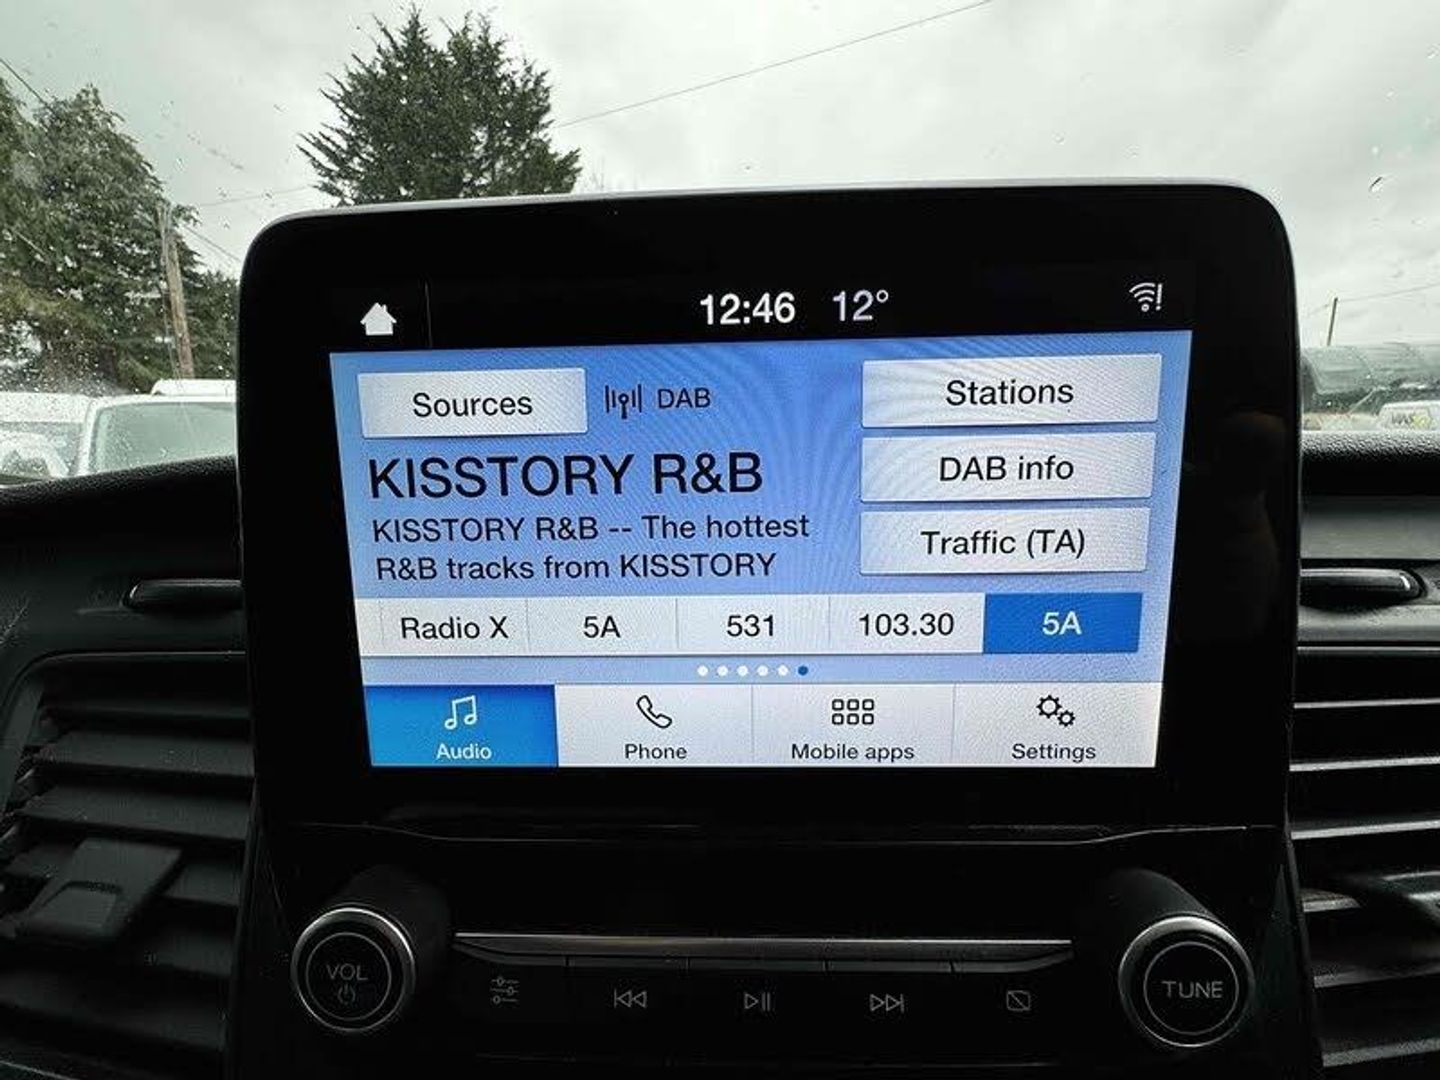 12:46 12°
Sources DAB Stations
KISSTORY R&B DAB info
KISSTORY R&B -- The hottest
R&B tracks from KISSTORY
Traffic (TA)
Radio X 5A 531 103.30 5A
Audio Phone Mobile apps Settings
VOL
TUNE